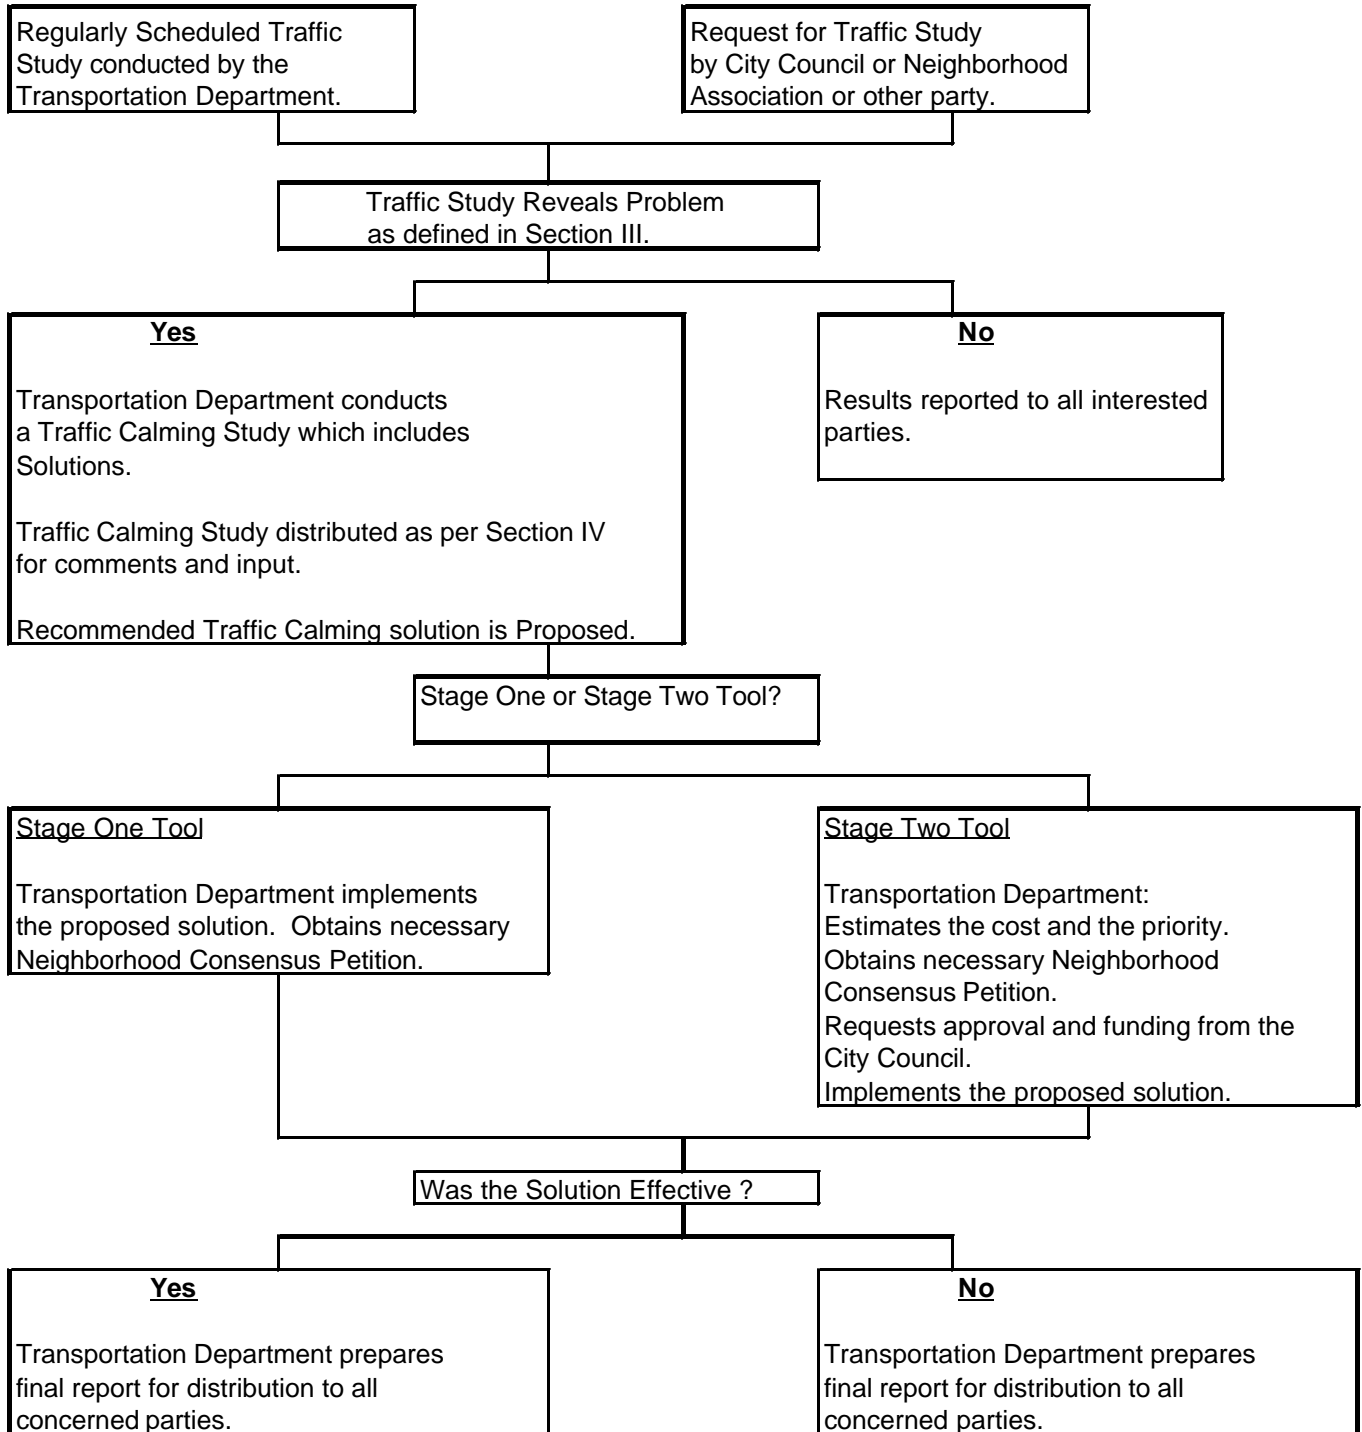 Regularly Scheduled Traffic
Study conducted by the
Transportation Department.
Request for Traffic Study
by City Council or Neighborhood
Association or other party.
Traffic Study Reveals Problem
as defined in Section III.
Yes
Transportation Department conducts
a Traffic Calming Study which includes
Solutions.
Traffic Calming Study distributed as per Section IV
for comments and input.
Recommended Traffic Calming solution is Proposed.
No
Results reported to all interested
parties.
Stage One or Stage Two Tool?
Stage One Tool
Transportation Department implements
the proposed solution.  Obtains necessary
Neighborhood Consensus Petition.
Stage Two Tool
Transportation Department:
Estimates the cost and the priority.
Obtains necessary Neighborhood
Consensus Petition.
Requests approval and funding from the
City Council.
Implements the proposed solution.
Was the Solution Effective ?
Yes
Transportation Department prepares
final report for distribution to all
concerned parties.
No
Transportation Department prepares
final report for distribution to all
concerned parties.